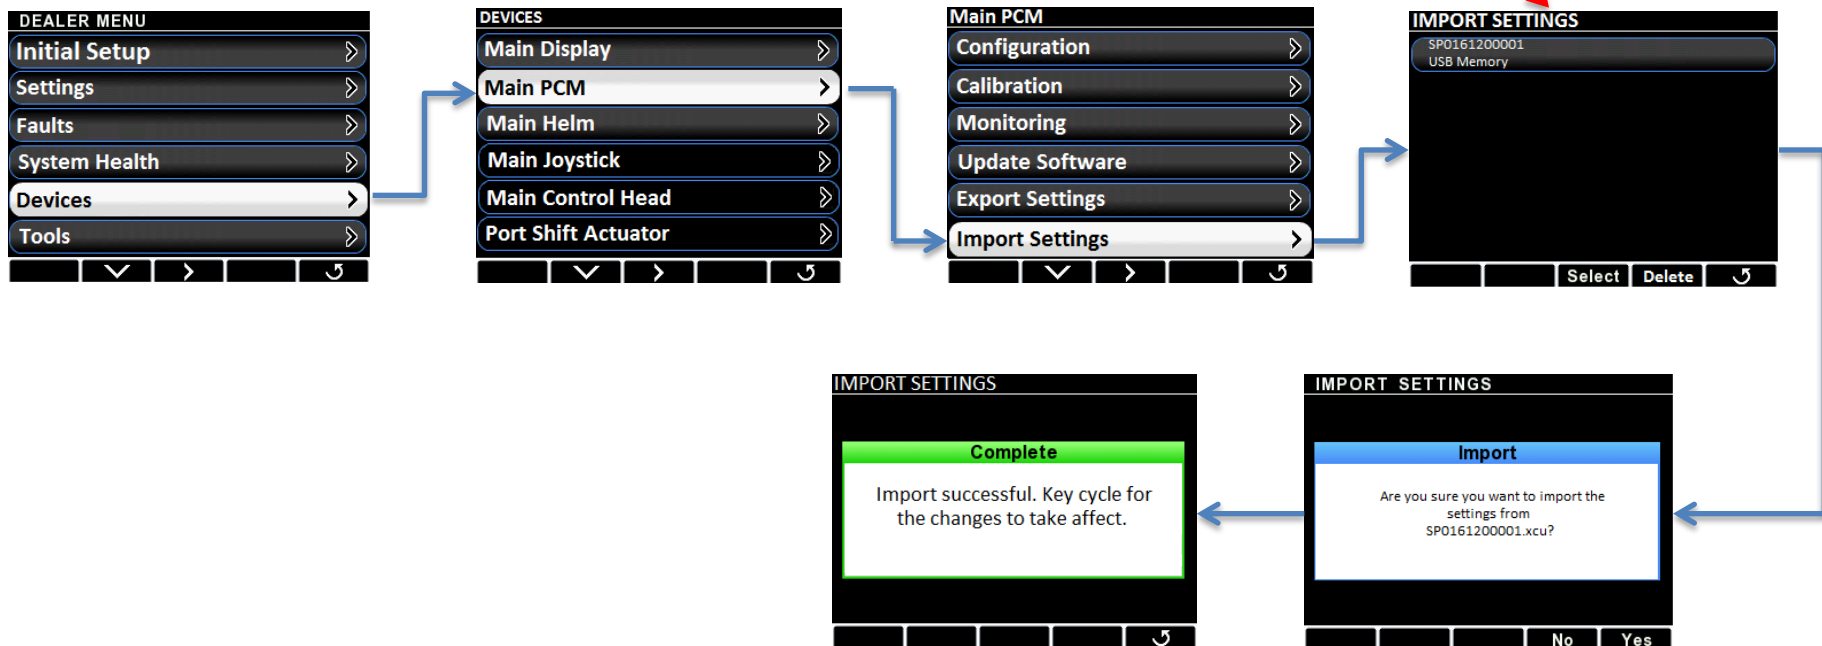 DEALER MENU
Initial Setup
Settings
Faults
System Health
Devices
Tools
DEVICES
Main Display
Main PCM
Main Helm
Main Joystick
Main Control Head
Port Shift Actuator
Main PCM
Configuration
Calibration
Monitoring
Update Software
Export Settings
Import Settings
IMPORT SETTINGS
SP0161200001
USB Memory
Select Delete
IMPORT SETTINGS
Complete
Import successful. Key cycle for
the changes to take affect.
IMPORT SETTINGS
Import
Are you sure you want to import the
settings from
SP0161200001.xcu?
No Yes